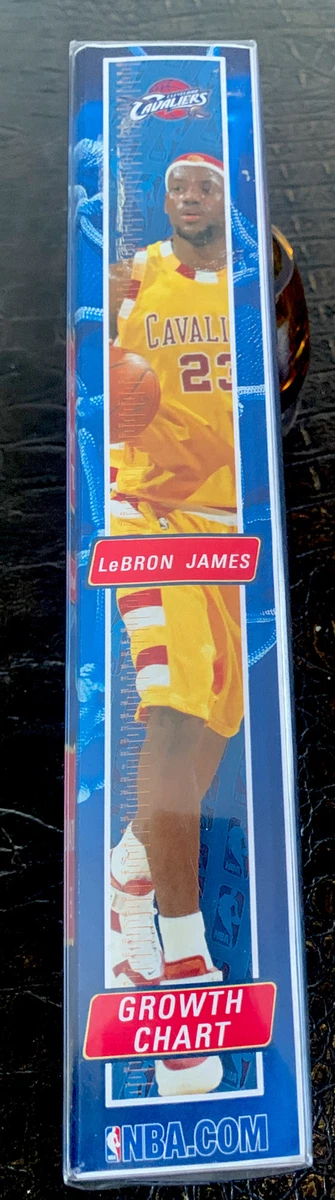 CAVALIERS
CAVALI
23
LeBRON JAMES
GROWTH
CHART
NBA.COM